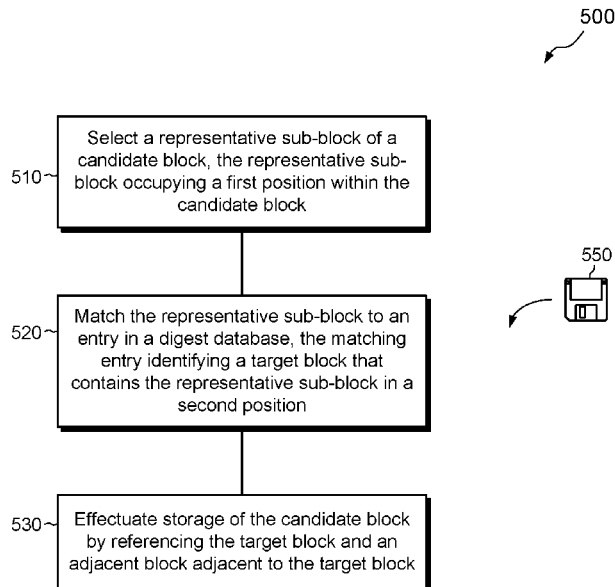 500
Select a representative sub-block of a
candidate block, the representative sub-
block occupying a first position within the
candidate block
510
550
Match the representative sub-block to an
entry in a digest database, the matching
entry identifying a target block that
contains the representative sub-block in a
second position
520
Effectuate storage of the candidate block
by referencing the target block and an
adjacent block adjacent to the target block
530